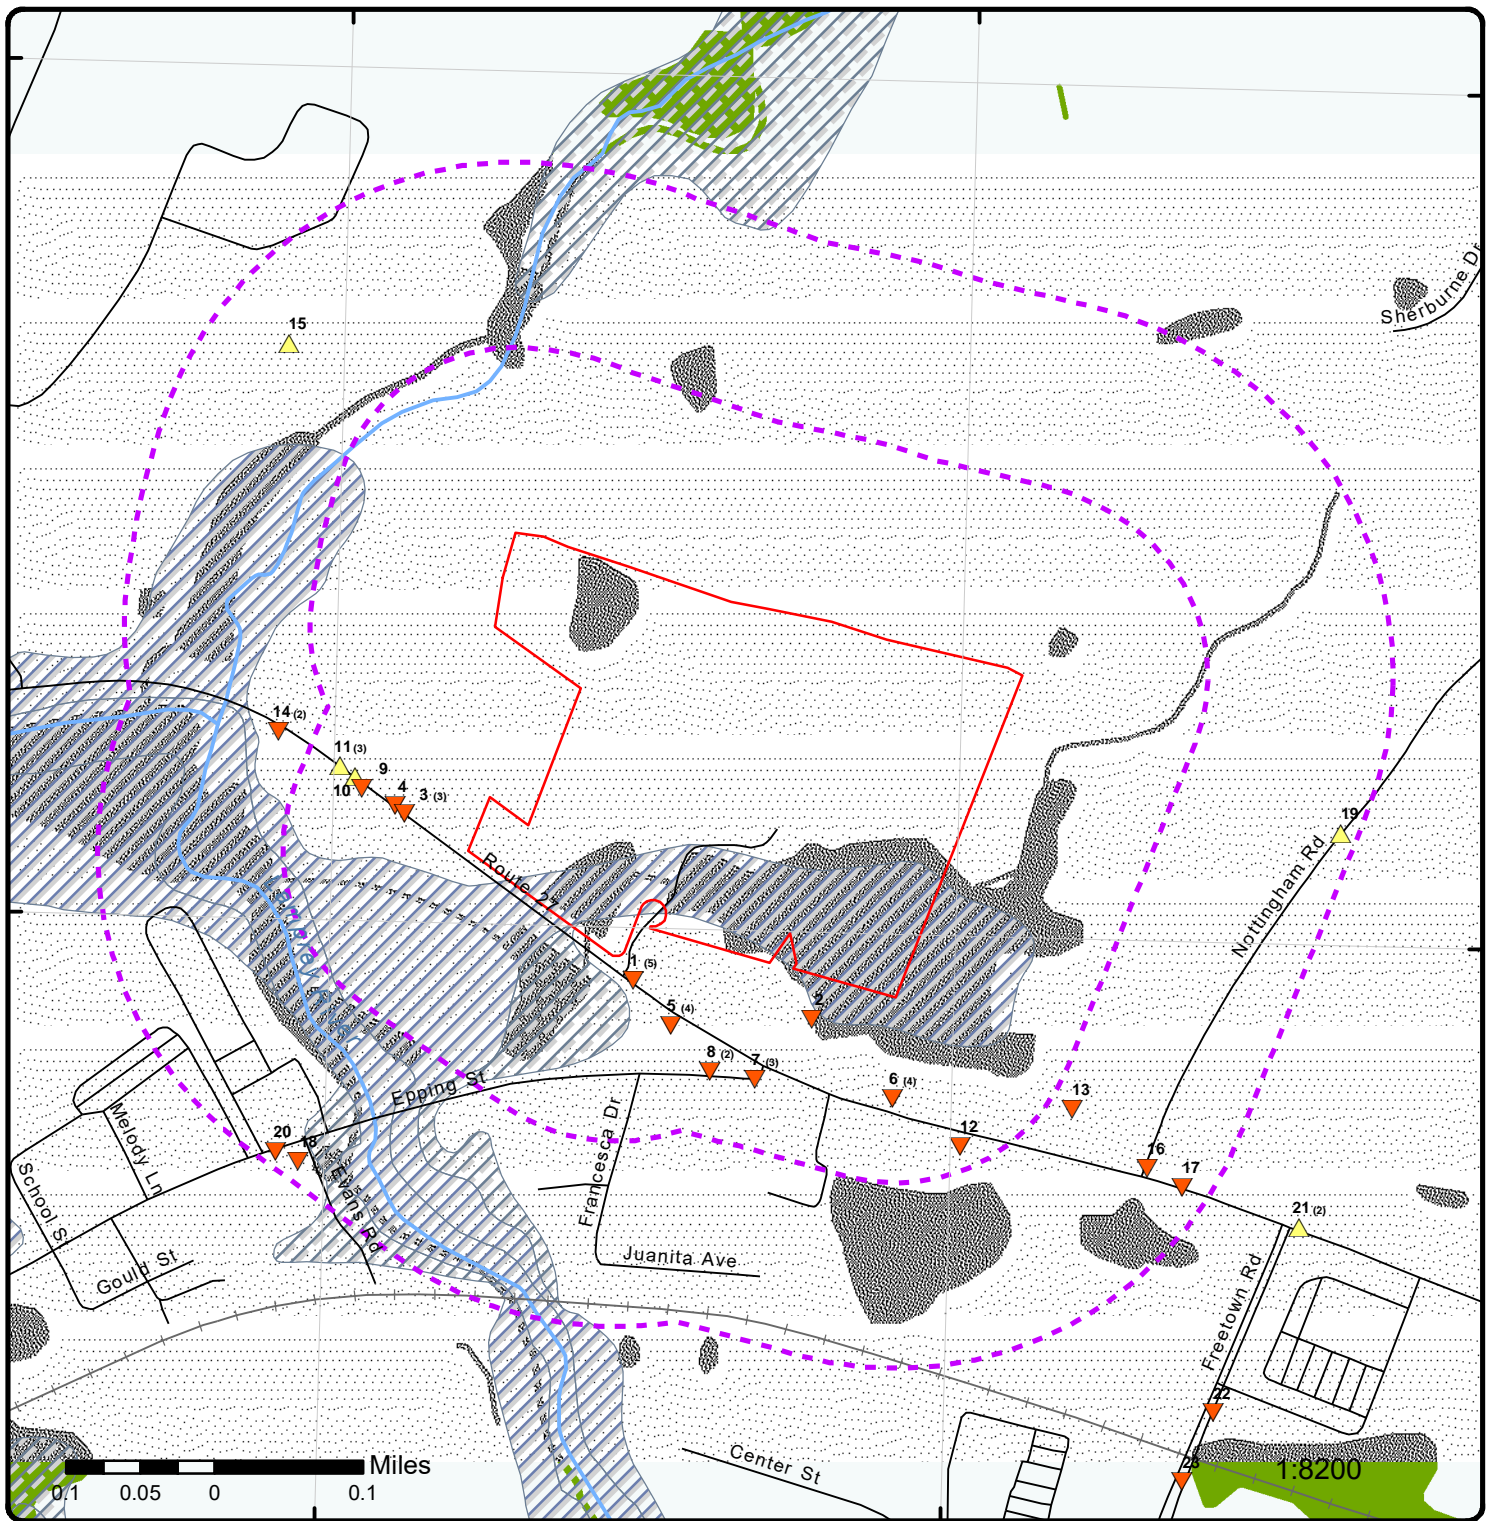 Sherburne Dr
15
14 (2)
11 (3)
9
10
4
3 (3)
19
Route 27
Nottingham Rd
1 (5)
2
5 (4)
8 (2)
7 (3)
6 (4)
13
Epping St
12
Melody Ln
Francesca Dr
20
18
16
17
School St
Evans Rd
21 (2)
Gould St
Juanita Ave
Freetown Rd
22
Center St
23
Miles
1:8200
0.1 0.05 0 0.1